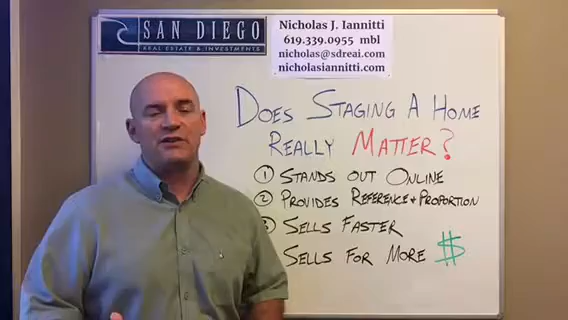 SAN DIEGO
REAL ESTATE & INVESTMENTS
Nicholas J. Iannitti
619.339.0955 mbl
nicholas@sdreai.com
nicholasiannitti.com
DOES STAGING A HOME
REALLY MATTER?
1 STANDS OUT ONLINE
2 PROVIDES REFERENCE + PROPORTION
SELLS FASTER
SELLS FOR MORE $